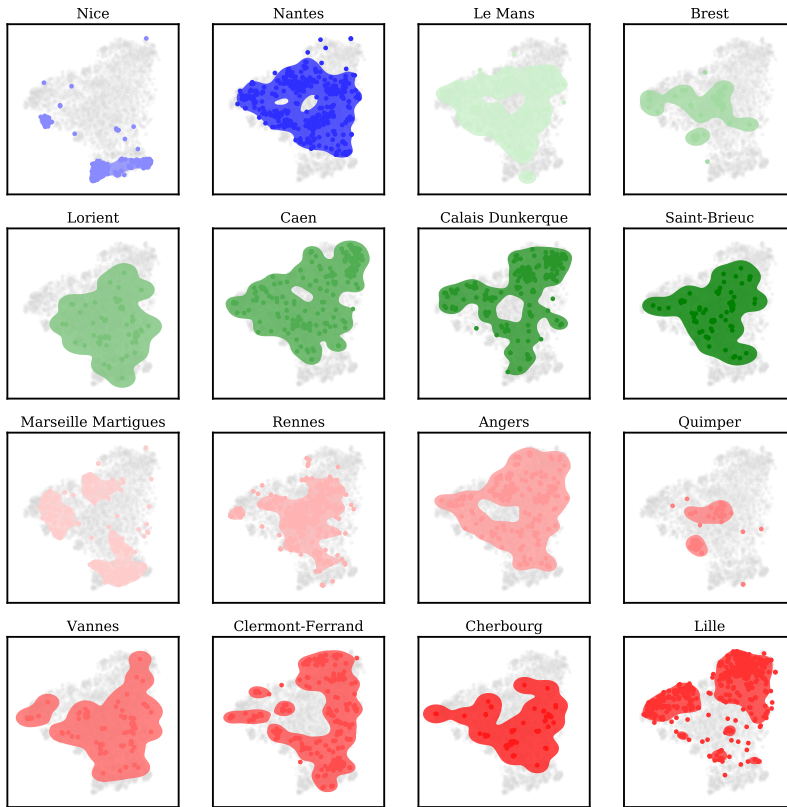 Nice
Nantes
Le Mans
Brest
Lorient
Caen
Calais Dunkerque
Saint-Brieuc
Marseille Martigues
Rennes
Angers
Quimper
Vannes
Clermont-Ferrand
Cherbourg
Lille